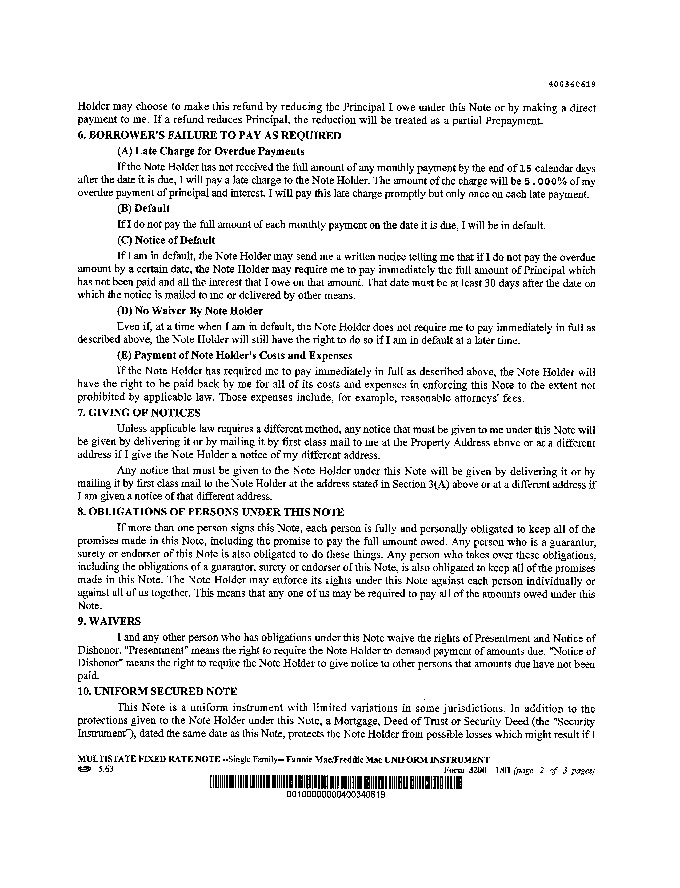 400340619
Holder may choose to make this refund by reducing the Principal I owe under this Note or by making a direct
payment to me. If a refund reduces Principal, the reduction will be treated as a partial Prepayment.
6. BORROWER'S FAILURE TO PAY AS REQUIRED
(A) Late Charge for Overdue Payments
If the Note Holder has not received the full amount of any monthly payment by the end of 15 calendar days
after the date it is due, I will pay a late charge to the Note Holder. The amount of the charge will be 5.000% of my
overdue payment of principal and interest. I will pay this late charge promptly but only once on each late payment.
(B) Default
If I do not pay the full amount of each monthly payment on the date it is due, I will be in default.
(C) Notice of Default
If I am in default, the Note Holder may send me a written notice telling me that if I do not pay the overdue
amount by a certain date, the Note Holder may require me to pay immediately the full amount of Principal which
has not been paid and all the interest that I owe on that amount. That date must be at least 30 days after the date on
which the notice is mailed to me or delivered by other means.
(D) No Waiver By Note Holder
Even if, at a time when I am in default, the Note Holder does not require me to pay immediately in full as
described above, the Note Holder will still have the right to do so if I am in default at a later time.
(E) Payment of Note Holder's Costs and Expenses
If the Note Holder has required me to pay immediately in full as described above, the Note Holder will
have the right to be paid back by me for all of its costs and expenses in enforcing this Note to the extent not
prohibited by applicable law. Those expenses include, for example, reasonable attorneys' fees.
7. GIVING OF NOTICES
Unless applicable law requires a different method, any notice that must be given to me under this Note will
be given by delivering it or by mailing it by first class mail to me at the Property Address above or at a different
address if I give the Note Holder a notice of my different address.
Any notice that must be given to the Note Holder under this Note will be given by delivering it or by
mailing it by first class mail to the Note Holder at the address stated in Section 3(A) above or at a different address if
I am given a notice of that different address.
8. OBLIGATIONS OF PERSONS UNDER THIS NOTE
If more than one person signs this Note, each person is fully and personally obligated to keep all of the
promises made in this Note, including the promise to pay the full amount owed. Any person who is a guarantor,
surety or endorser of this Note is also obligated to do these things. Any person who takes over these obligations,
including the obligations of a guarantor, surety or endorser of this Note, is also obligated to keep all of the promises
made in this Note. The Note Holder may enforce its rights under this Note against each person individually or
against all of us together. This means that any one of us may be required to pay all of the amounts owed under this
Note.
9. WAIVERS
I and any other person who has obligations under this Note waive the rights of Presentment and Notice of
Dishonor. "Presentment" means the right to require the Note Holder to demand payment of amounts due. "Notice of
Dishonor" means the right to require the Note Holder to give notice to other persons that amounts due have not been
paid.
10. UNIFORM SECURED NOTE
This Note is a uniform instrument with limited variations in some jurisdictions. In addition to the
protections given to the Note Holder under this Note, a Mortgage, Deed of Trust or Security Deed (the "Security
Instrument"), dated the same date as this Note, protects the Note Holder from possible losses which might result if I
MULTISTATE FIXED RATE NOTE --Single Family-- Fannie Mae/Freddie Mac UNIFORM INSTRUMENT
5.63 Form 3200 1/01 (page 2 of 3 pages)
00100000000400340619